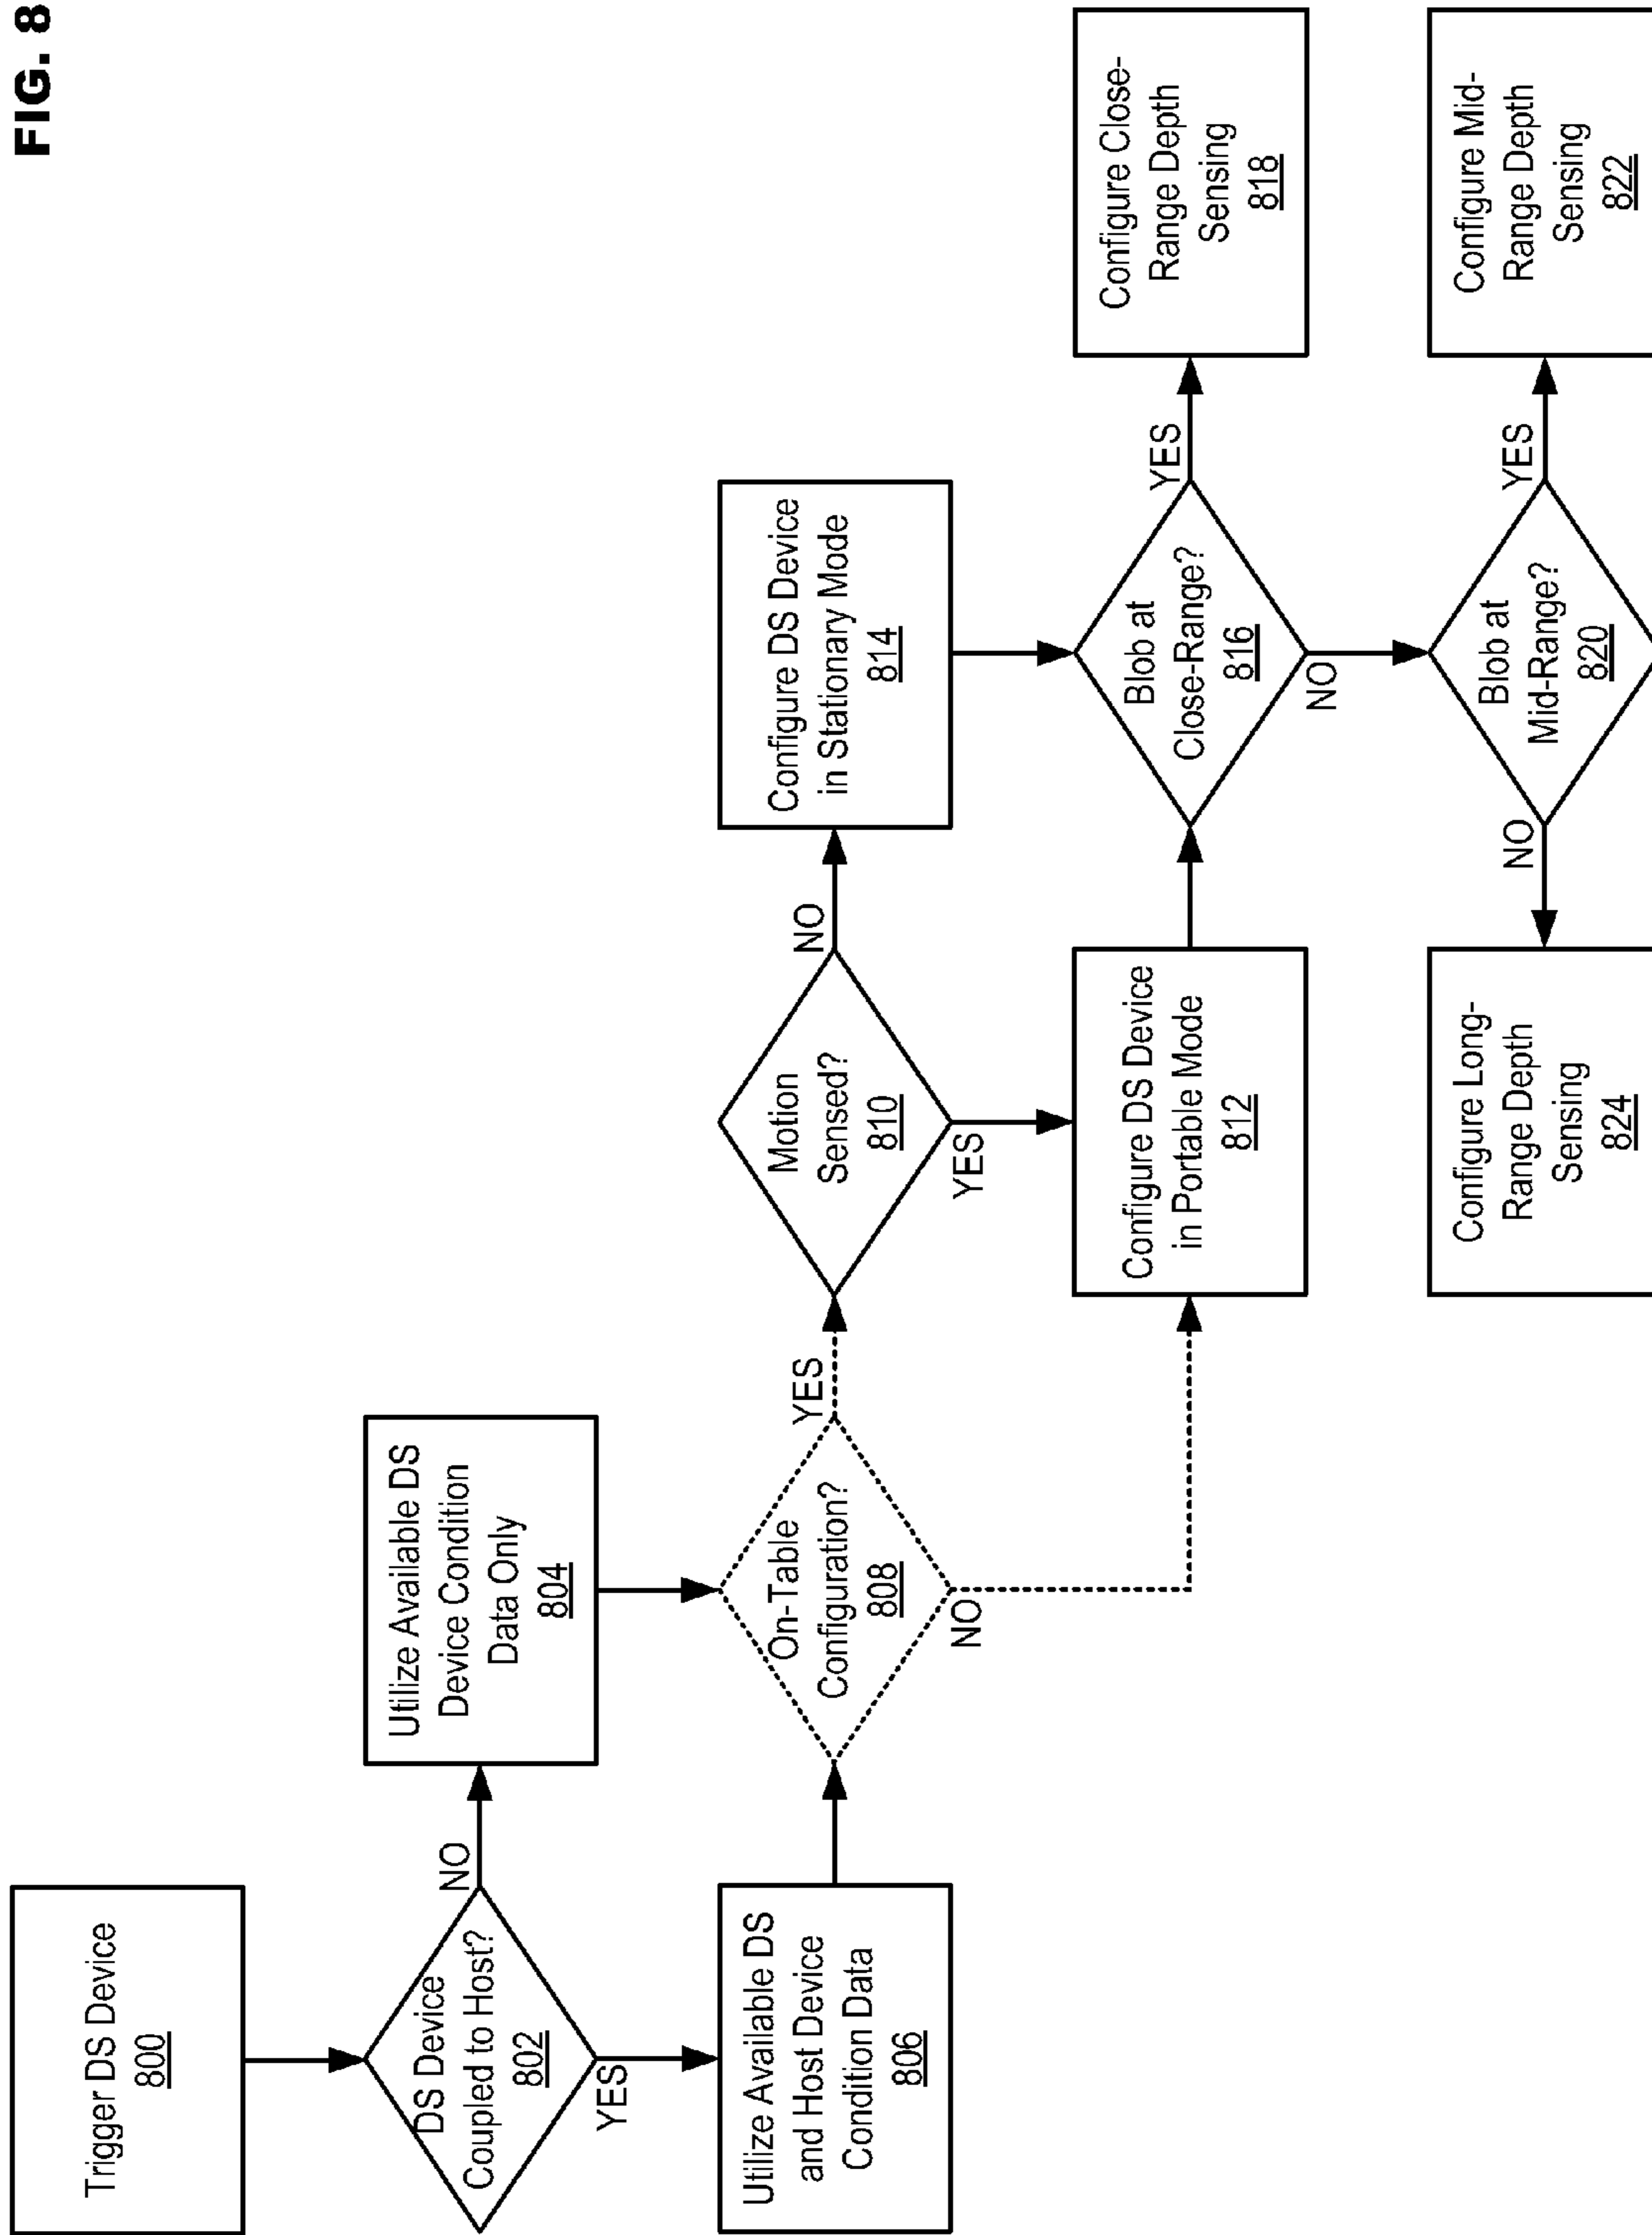 FIG. 8
Trigger DS Device
800
DS Device
Coupled to Host?
802
NO
YES
Utilize Available DS
Device Condition
Data Only
804
Utilize Available DS
and Host Device
Condition Data
806
On-Table
Configuration?
808
YES
NO
Motion
Sensed?
810
NO
YES
Configure DS Device
in Stationary Mode
814
Configure DS Device
in Portable Mode
812
Blob at
Close-Range?
816
YES
NO
Configure Close-
Range Depth
Sensing
818
Blob at
Mid-Range?
820
YES
NO
Configure Mid-
Range Depth
Sensing
822
Configure Long-
Range Depth
Sensing
824